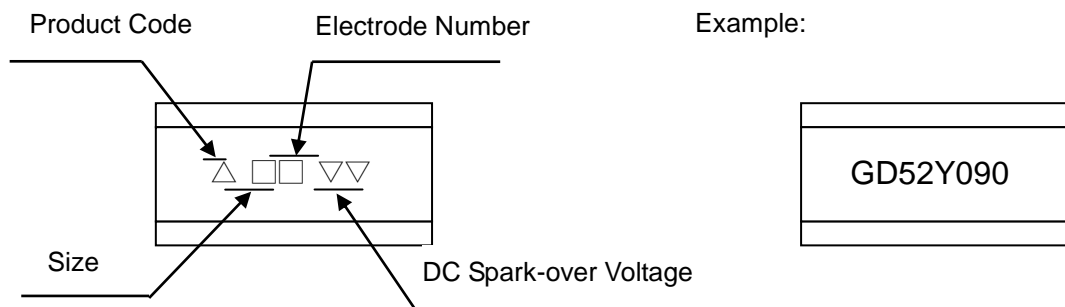 Product Code
Electrode Number
Example:
△ □□ ▽▽
GD52Y090
Size
DC Spark-over Voltage